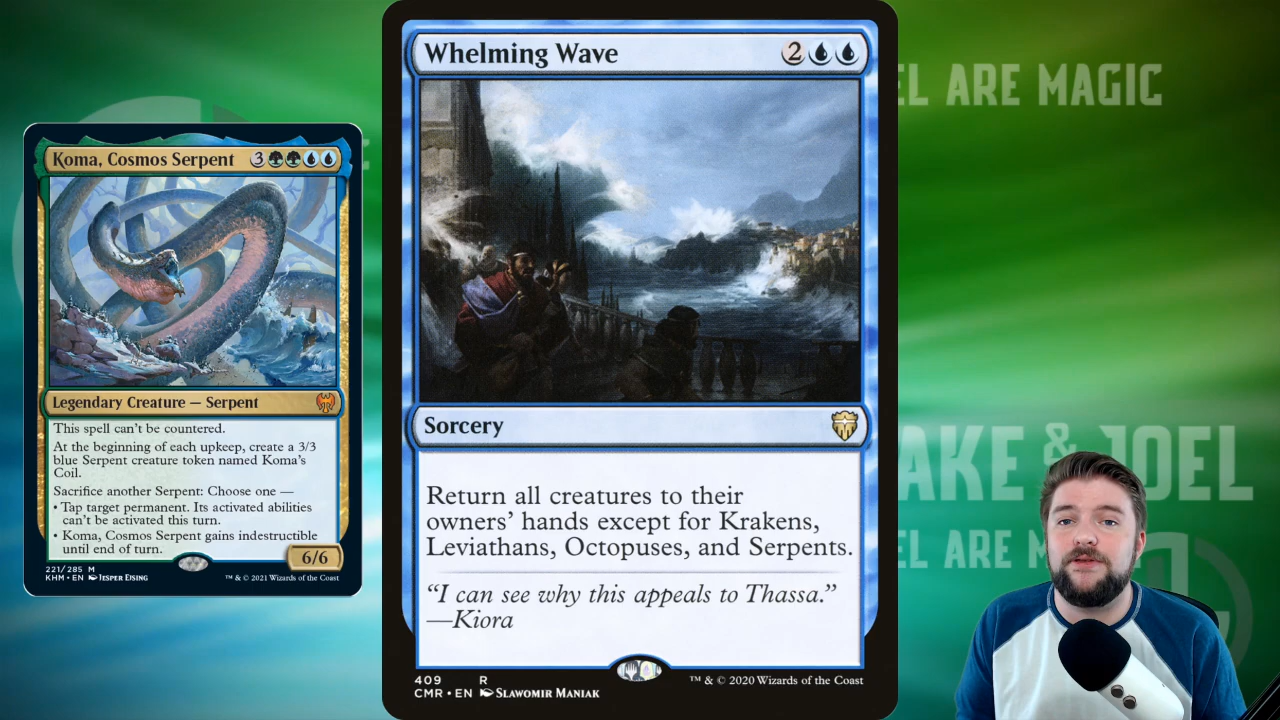 Koma, Cosmos Serpent 3
Legendary Creature — Serpent
This spell can't be countered.
At the beginning of each upkeep, create a 3/3
blue Serpent creature token named Koma's
Coil.
Sacrifice another Serpent: Choose one —
• Tap target permanent. Its activated abilities
can't be activated this turn.
• Koma, Cosmos Serpent gains indestructible
until end of turn.
6/6
221/285 M
KHM • EN JESPER EJSING
™ & © 2021 Wizards of the Coast
Whelming Wave 2
Sorcery
Return all creatures to their
owners' hands except for Krakens,
Leviathans, Octopuses, and Serpents.
“I can see why this appeals to Thassa.”
—Kiora
409 R
CMR • EN SLAWOMIR MANIAK
™ & © 2020 Wizards of the Coast
EL ARE MAGIC
AKE & JOEL
EL ARE M